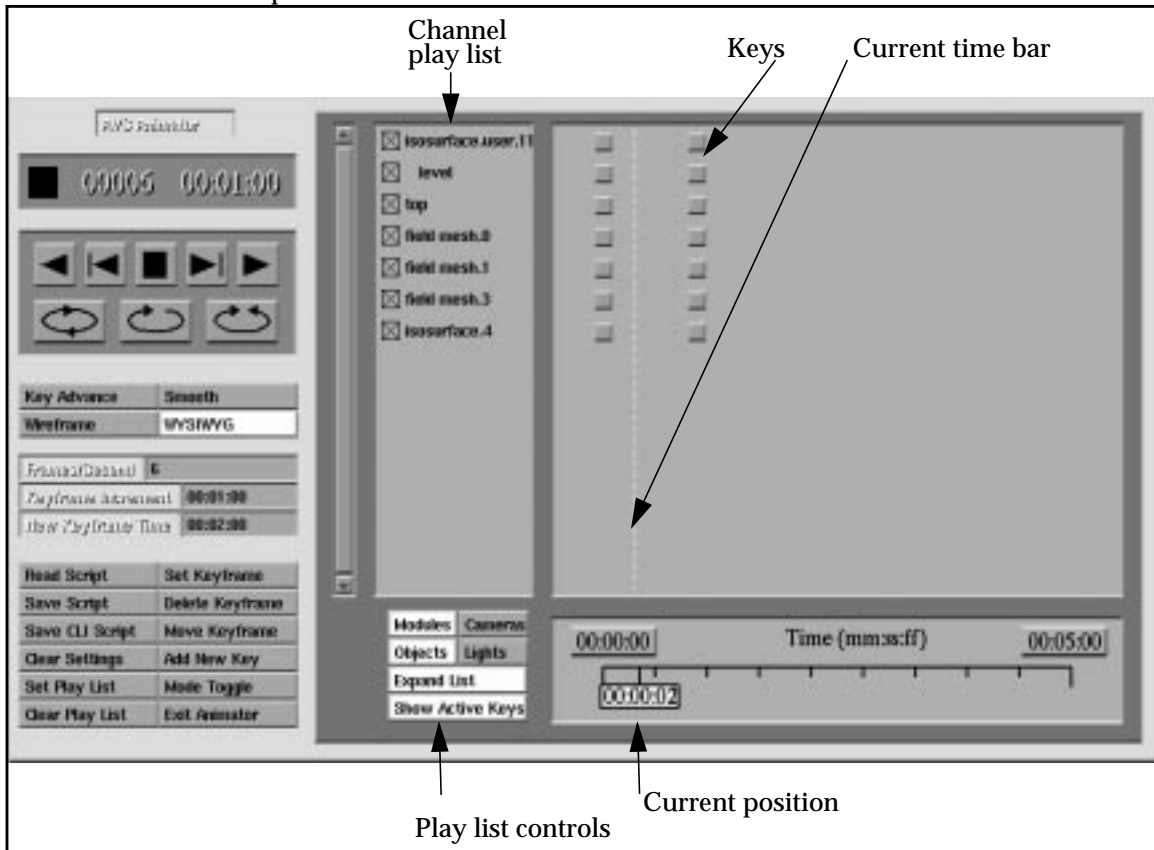 Channel
play list
Keys
Current time bar
AVS Animator
00006 00:01:00
Key Advance Smooth
Wireframe WYSIWYG
Frames/Second 6
Keyframe Increment 00:01:00
New Keyframe Time 00:02:00
Read Script Set Keyframe
Save Script Delete Keyframe
Save CLI Script Move Keyframe
Clear Settings Add New Key
Set Play List Mode Toggle
Clear Play List Exit Animator
isosurface.user.11
level
top
field mesh.0
field mesh.1
field mesh.3
isosurface.4
Modules Cameras
Objects Lights
Expand List
Show Active Keys
00:00:00 Time (mm:ss:ff) 00:05:00
00:00:02
Current position
Play list controls